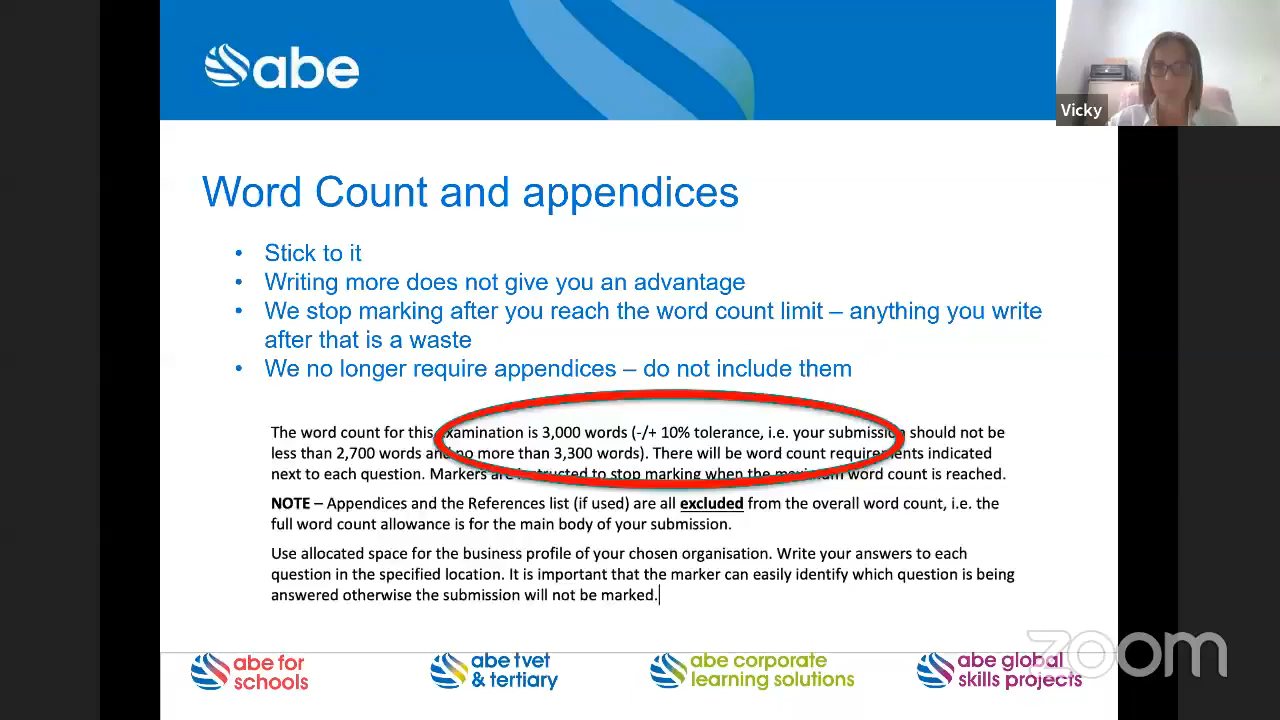 abe
Vicky
Word Count and appendices
• Stick to it
• Writing more does not give you an advantage
• We stop marking after you reach the word count limit – anything you write
after that is a waste
• We no longer require appendices – do not include them
The word count for this examination is 3,000 words (-/+ 10% tolerance, i.e. your submission should not be
less than 2,700 words and no more than 3,300 words). There will be word count requirements indicated
next to each question. Markers are instructed to stop marking when the maximum word count is reached.
NOTE – Appendices and the References list (if used) are all excluded from the overall word count, i.e. the
full word count allowance is for the main body of your submission.
Use allocated space for the business profile of your chosen organisation. Write your answers to each
question in the specified location. It is important that the marker can easily identify which question is being
answered otherwise the submission will not be marked.
abe for
schools
abe tvet
& tertiary
abe corporate
learning solutions
abe global
skills projects
zoom